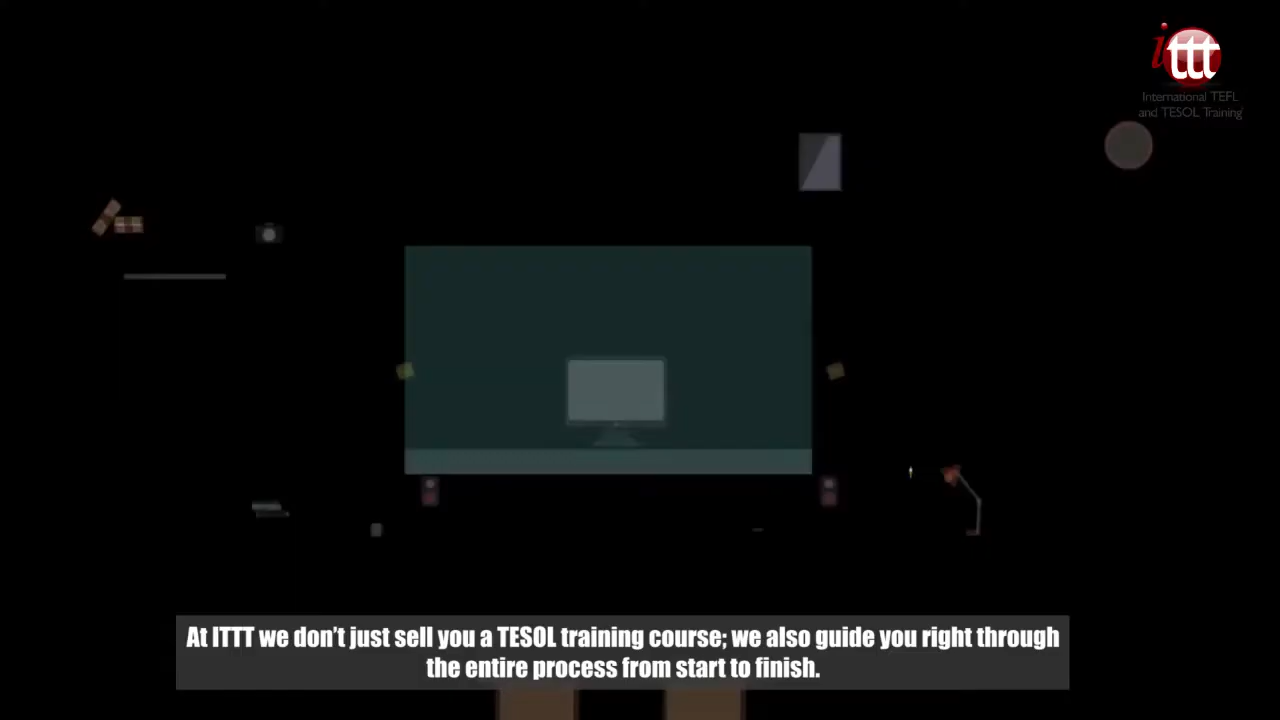 ittt
International TEFL
and TESOL Training
At ITTT we don't just sell you a TESOL training course; we also guide you right through
the entire process from start to finish.